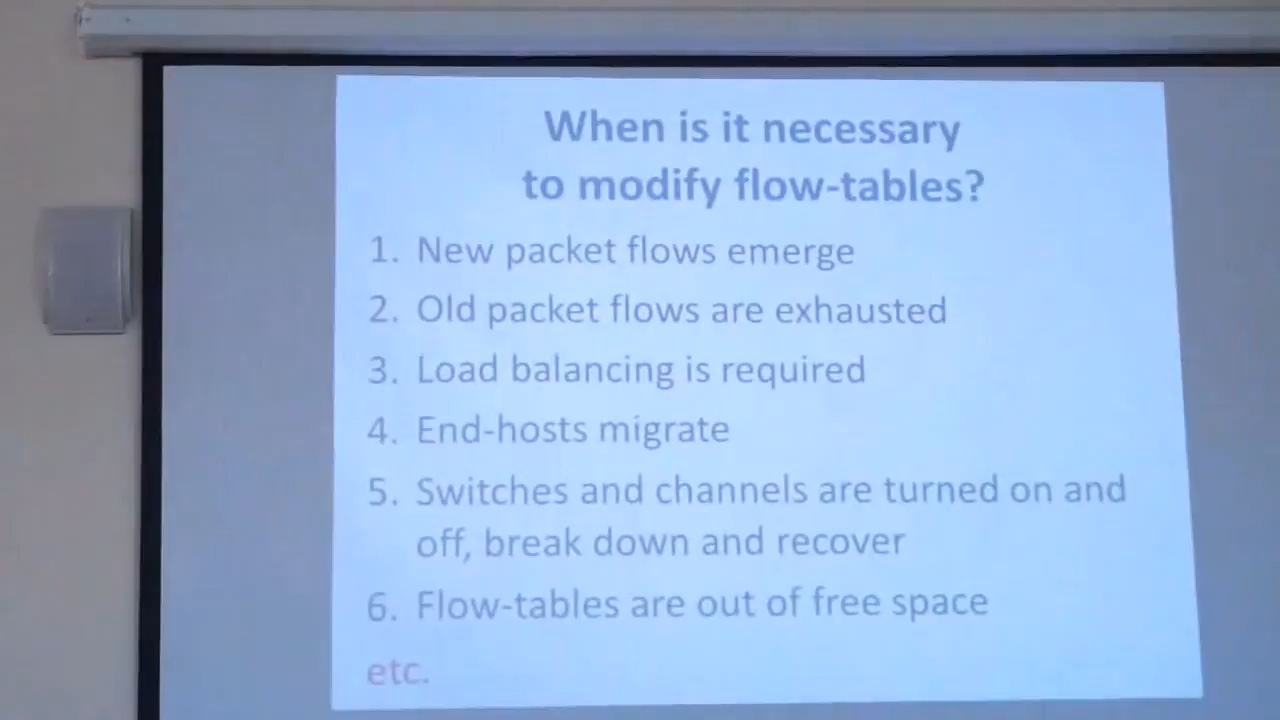 When is it necessary
to modify flow-tables?
1. New packet flows emerge
2. Old packet flows are exhausted
3. Load balancing is required
4. End-hosts migrate
5. Switches and channels are turned on and
off, break down and recover
6. Flow-tables are out of free space
etc.